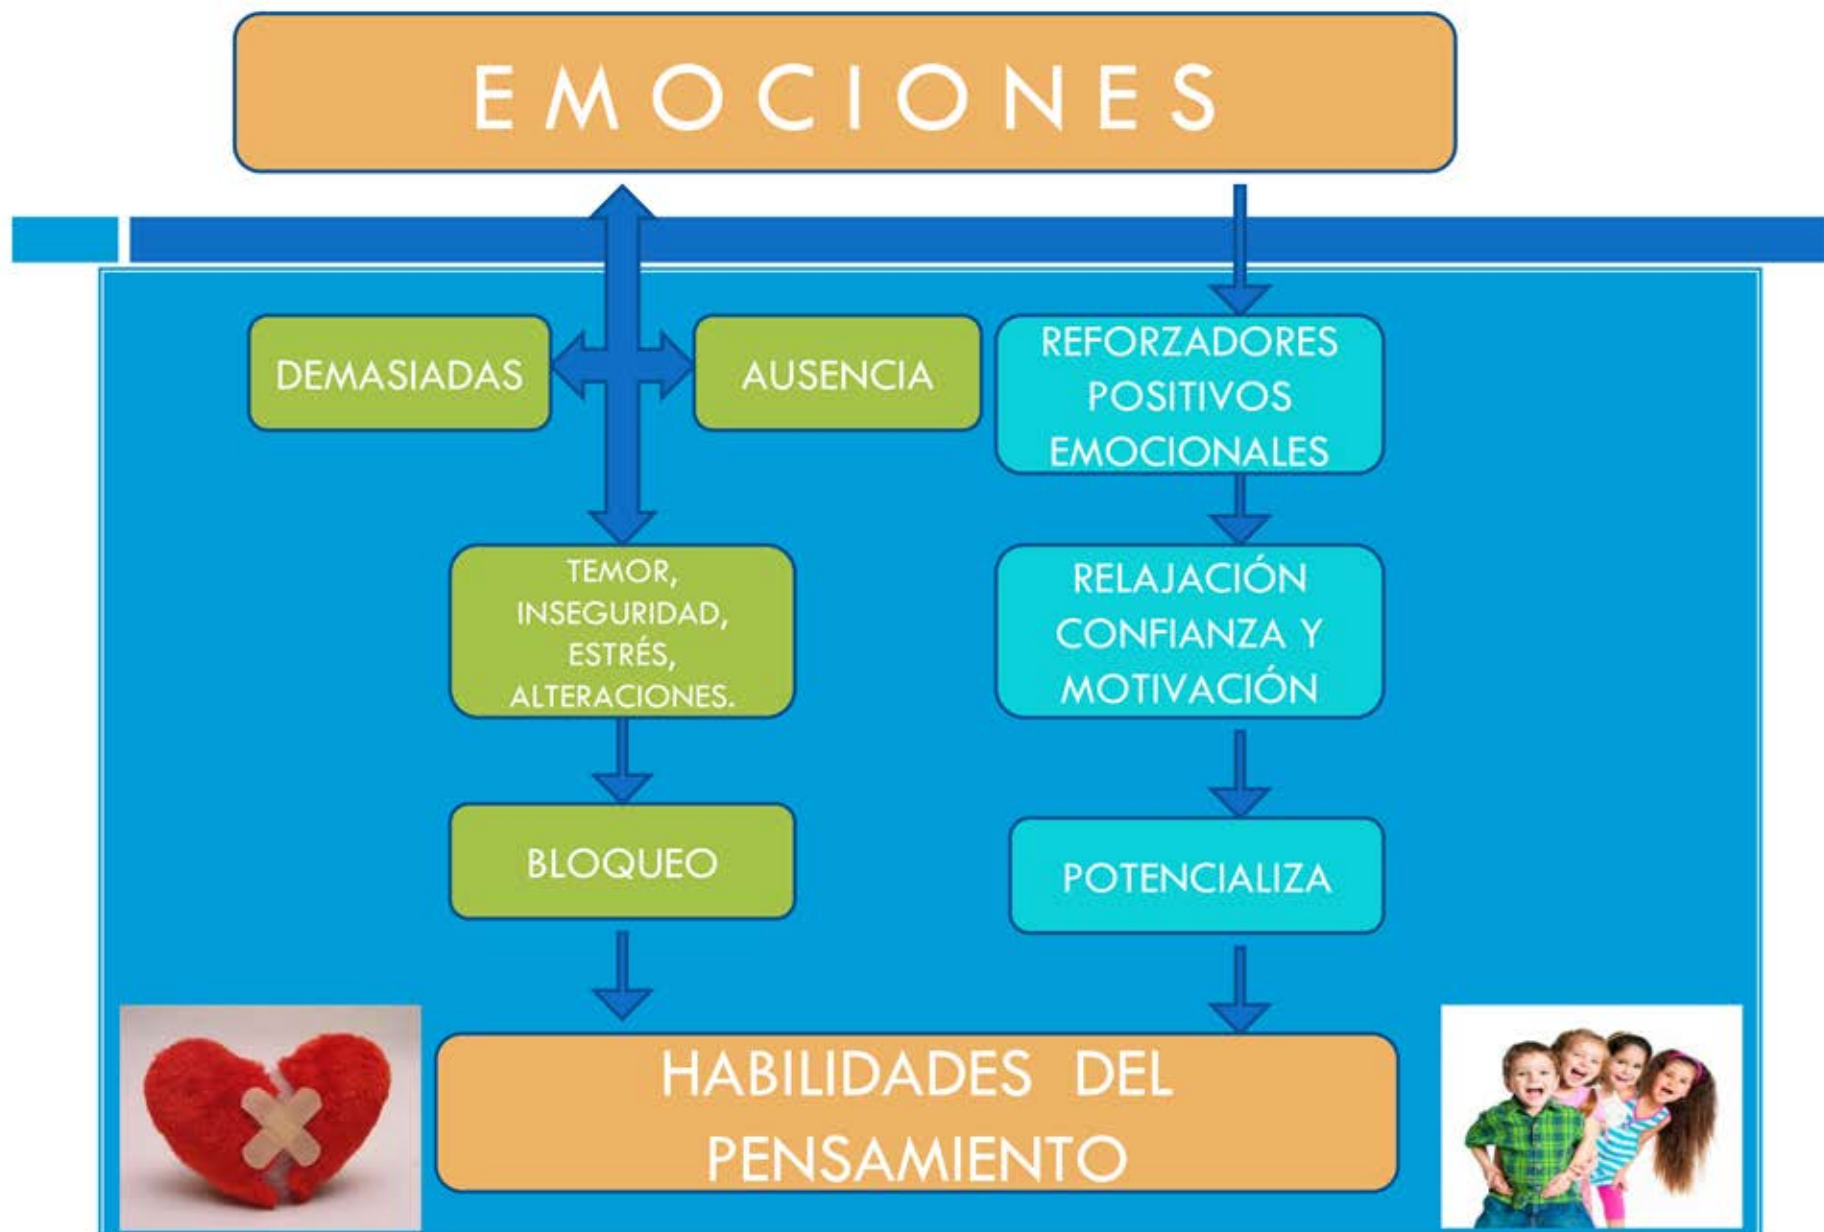 EMOCIONES
DEMASIADAS
AUSENCIA
REFORZADORES
POSITIVOS
EMOCIONALES
TEMOR,
INSEGURIDAD,
ESTRÉS,
ALTERACIONES.
RELAJACIÓN
CONFIANZA Y
MOTIVACIÓN
BLOQUEO
POTENCIALIZA
HABILIDADES DEL
PENSAMIENTO